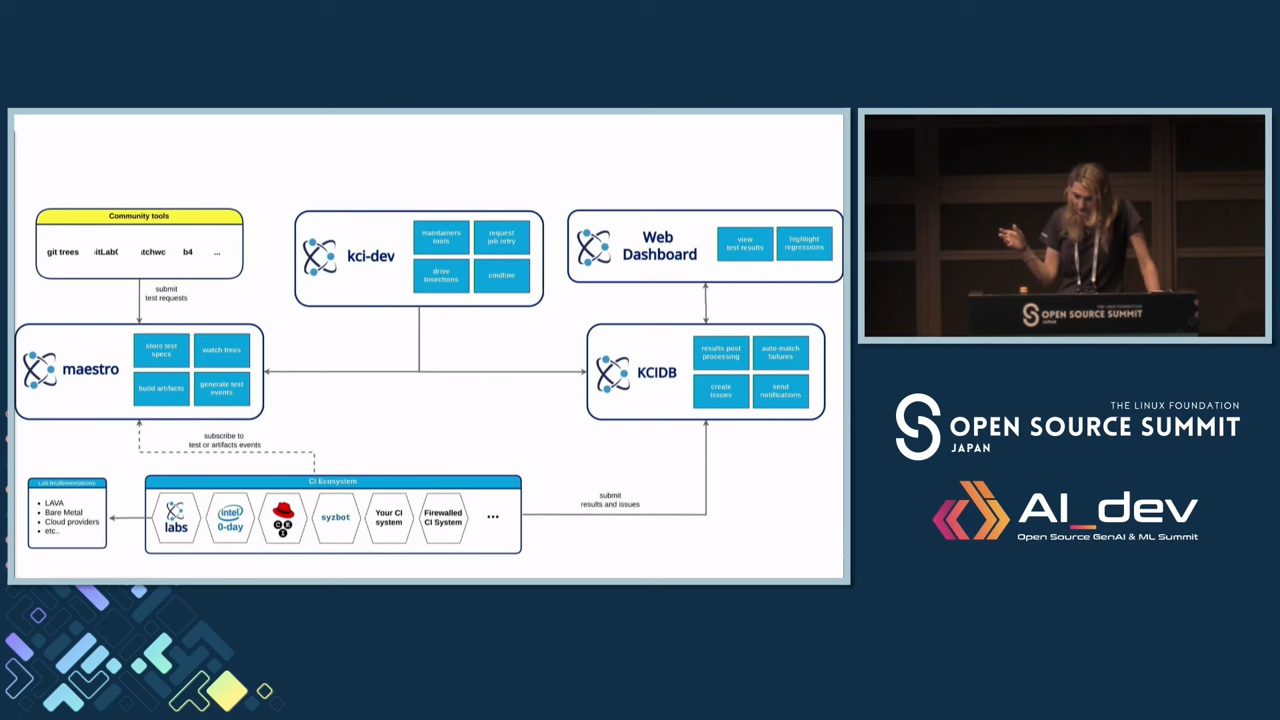 Community tools
git trees
b4
...
submit
test requests
kci-dev
maintainers
tools
request
job retry
drive
bisections
cmdline
Web
Dashboard
view
test results
highlight
regressions
maestro
store test
specs
watch trees
build artifacts
generate test
events
KCIDB
results post
processing
auto-match
failures
create
issues
send
notifications
subscribe to
test or artifacts events
Lab Implementations
• LAVA
• Bare Metal
• Cloud providers
• etc..
CI Ecosystem
labs
intel
0-day
C K
I
syzbot
Your CI
system
Firewalled
CI System
...
submit
results and issues
OPEN SOURCE SUMMIT
JAPAN
THE LINUX FOUNDATION
OPEN SOURCE SUMMIT
JAPAN
AI_dev
Open Source GenAI & ML Summit